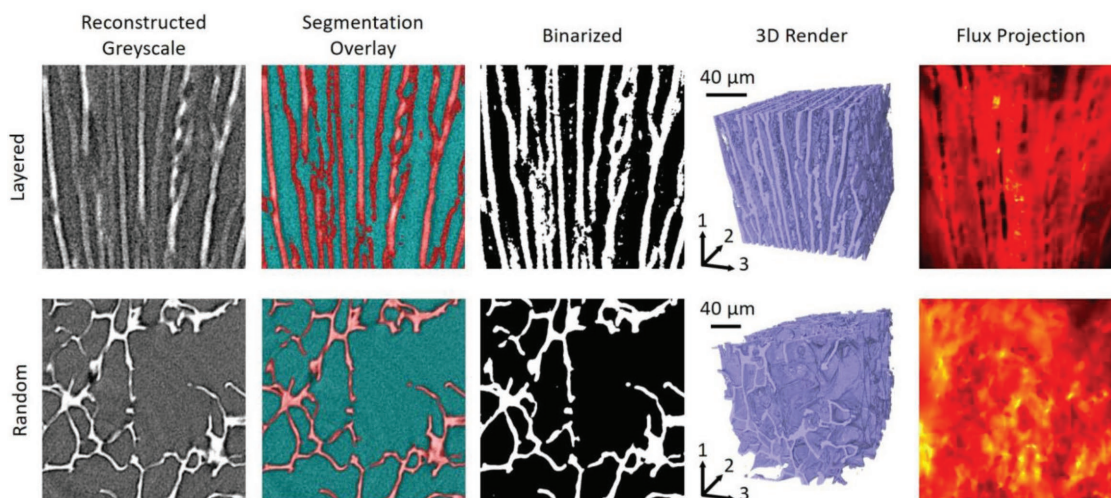 Reconstructed
Greyscale
Segmentation
Overlay
Binarized
3D Render
Flux Projection
Layered
40 µm
1
2
3
Random
40 µm
1
2
3